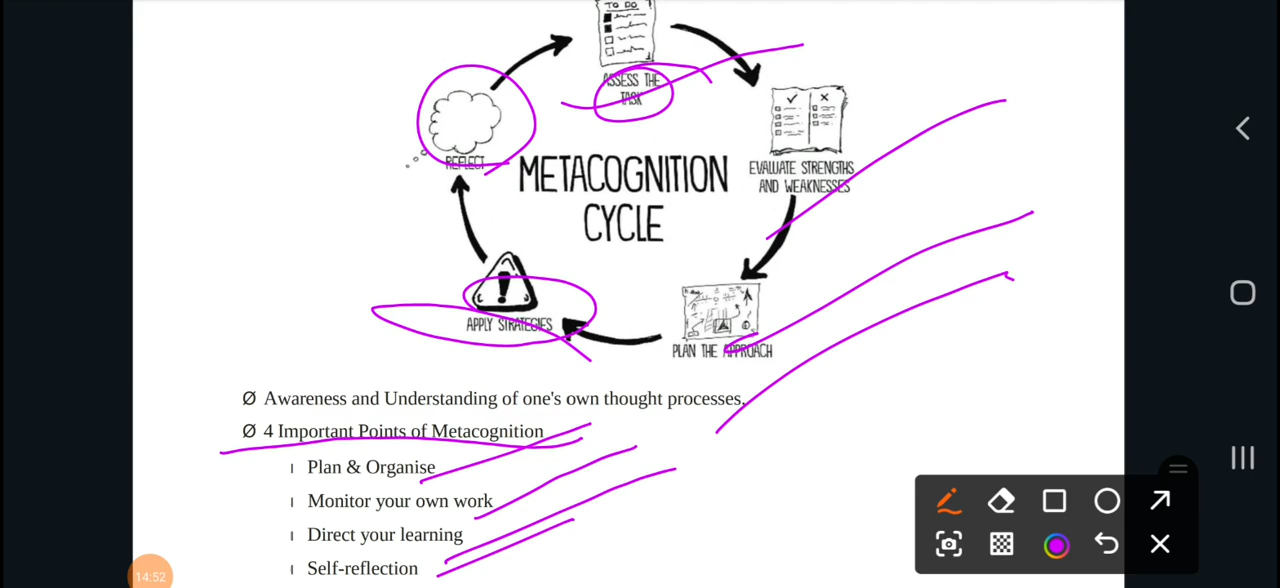 TO DO
ASSESS THE
TASK
REFLECT
METACOGNITION
CYCLE
EVALUATE STRENGTHS
AND WEAKNESSES
APPLY STRATEGIES
PLAN THE APPROACH
Ø Awareness and Understanding of one's own thought processes.
Ø 4 Important Points of Metacognition
l Plan & Organise
l Monitor your own work
l Direct your learning
l Self-reflection
14:52